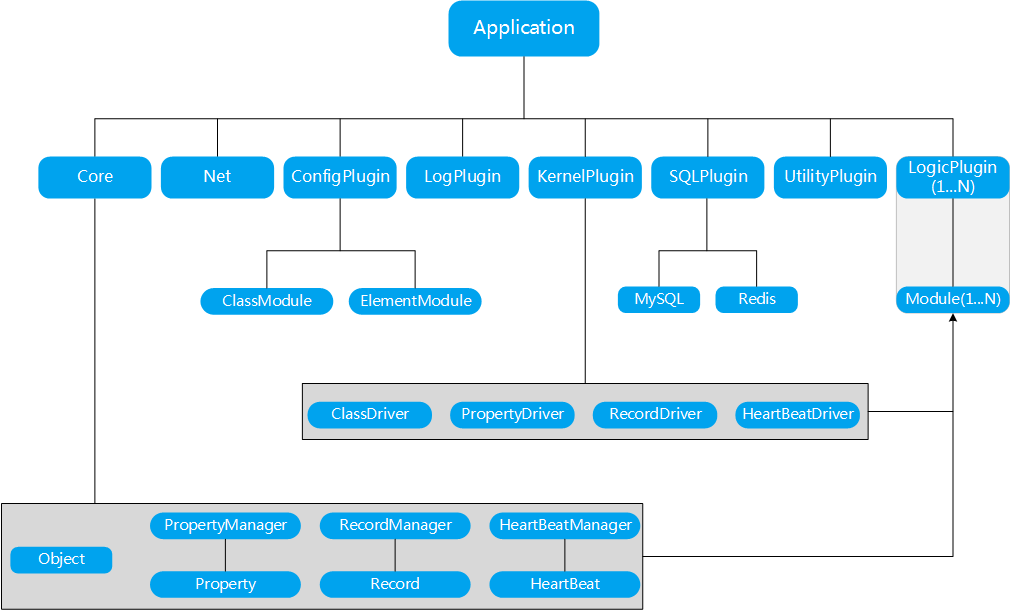 Application
Core
Net
ConfigPlugin
LogPlugin
KernelPlugin
SQLPlugin
UtilityPlugin
LogicPlugin
(1...N)
ClassModule
ElementModule
MySQL
Redis
Module(1...N)
ClassDriver
PropertyDriver
RecordDriver
HeartBeatDriver
PropertyManager
RecordManager
HeartBeatManager
Object
Property
Record
HeartBeat